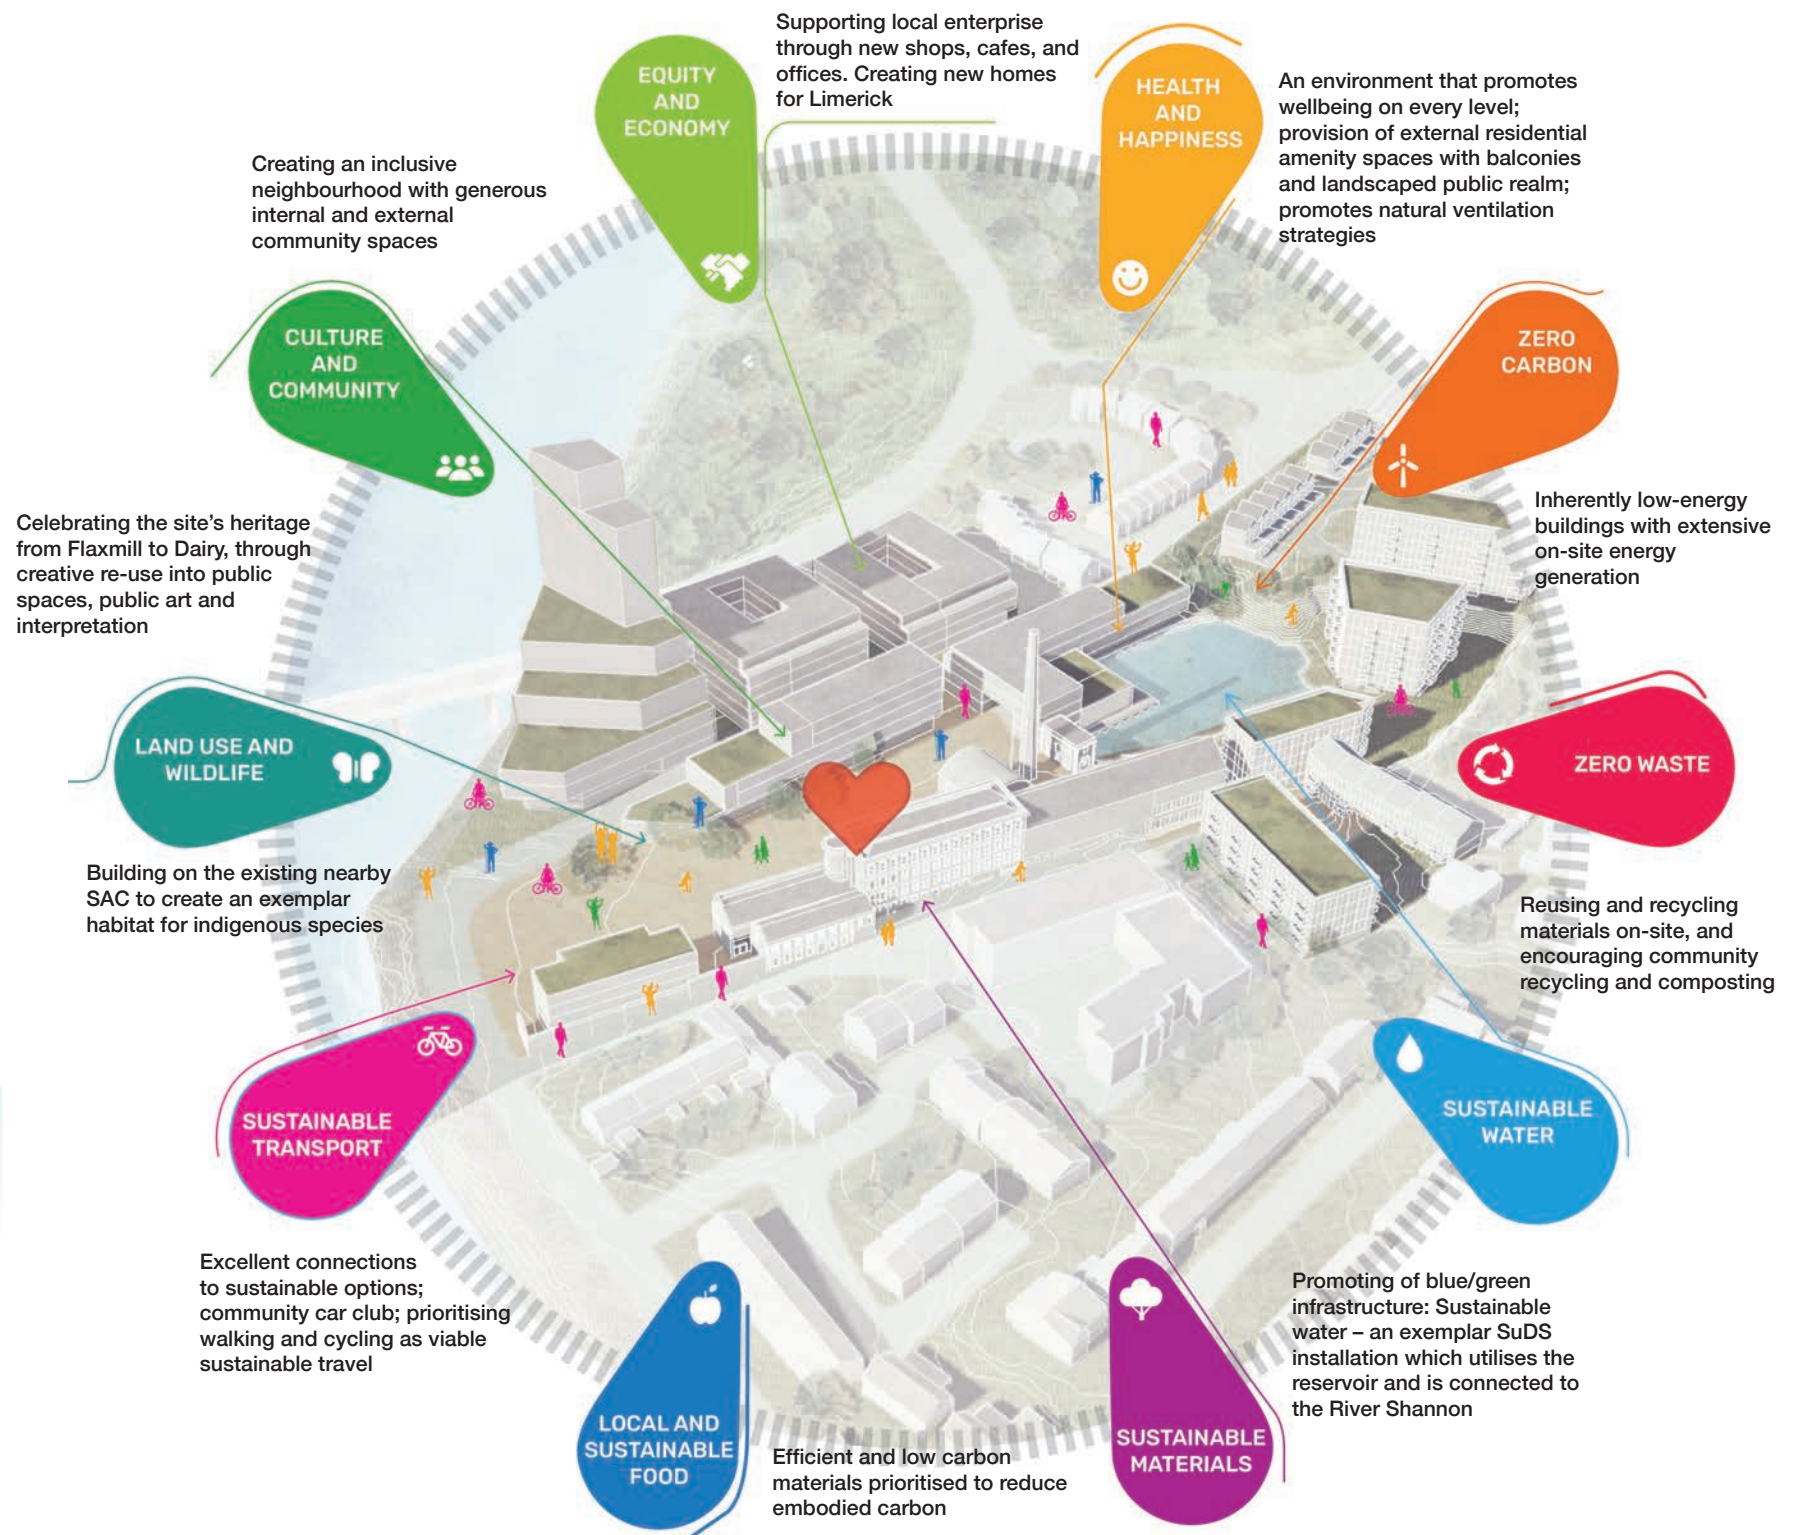 Supporting local enterprise
through new shops, cafes, and
offices. Creating new homes
for Limerick
EQUITY
AND
ECONOMY
HEALTH
AND
HAPPINESS
An environment that promotes
wellbeing on every level;
provision of external residential
amenity spaces with balconies
and landscaped public realm;
promotes natural ventilation
strategies
Creating an inclusive
neighbourhood with generous
internal and external
community spaces
CULTURE
AND
COMMUNITY
ZERO
CARBON
Inherently low-energy
buildings with extensive
on-site energy
generation
Celebrating the site's heritage
from Flaxmill to Dairy, through
creative re-use into public
spaces, public art and
interpretation
LAND USE AND
WILDLIFE
ZERO WASTE
Building on the existing nearby
SAC to create an exemplar
habitat for indigenous species
Reusing and recycling
materials on-site, and
encouraging community
recycling and composting
SUSTAINABLE
TRANSPORT
SUSTAINABLE
WATER
Excellent connections
to sustainable options;
community car club; prioritising
walking and cycling as viable
sustainable travel
Promoting of blue/green
infrastructure: Sustainable
water – an exemplar SuDS
installation which utilises the
reservoir and is connected to
the River Shannon
LOCAL AND
SUSTAINABLE
FOOD
Efficient and low carbon
materials prioritised to reduce
embodied carbon
SUSTAINABLE
MATERIALS